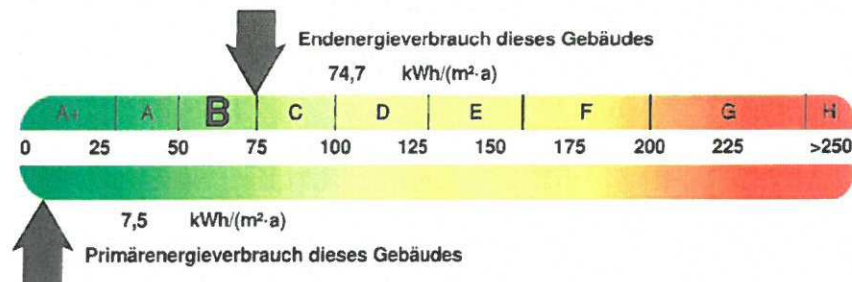 Endenergieverbrauch dieses Gebäudes
74,7 kWh/(m²·a)
A+ A B C D E F G H
0 25 50 75 100 125 150 175 200 225 >250
7,5 kWh/(m²·a)
Primärenergieverbrauch dieses Gebäudes